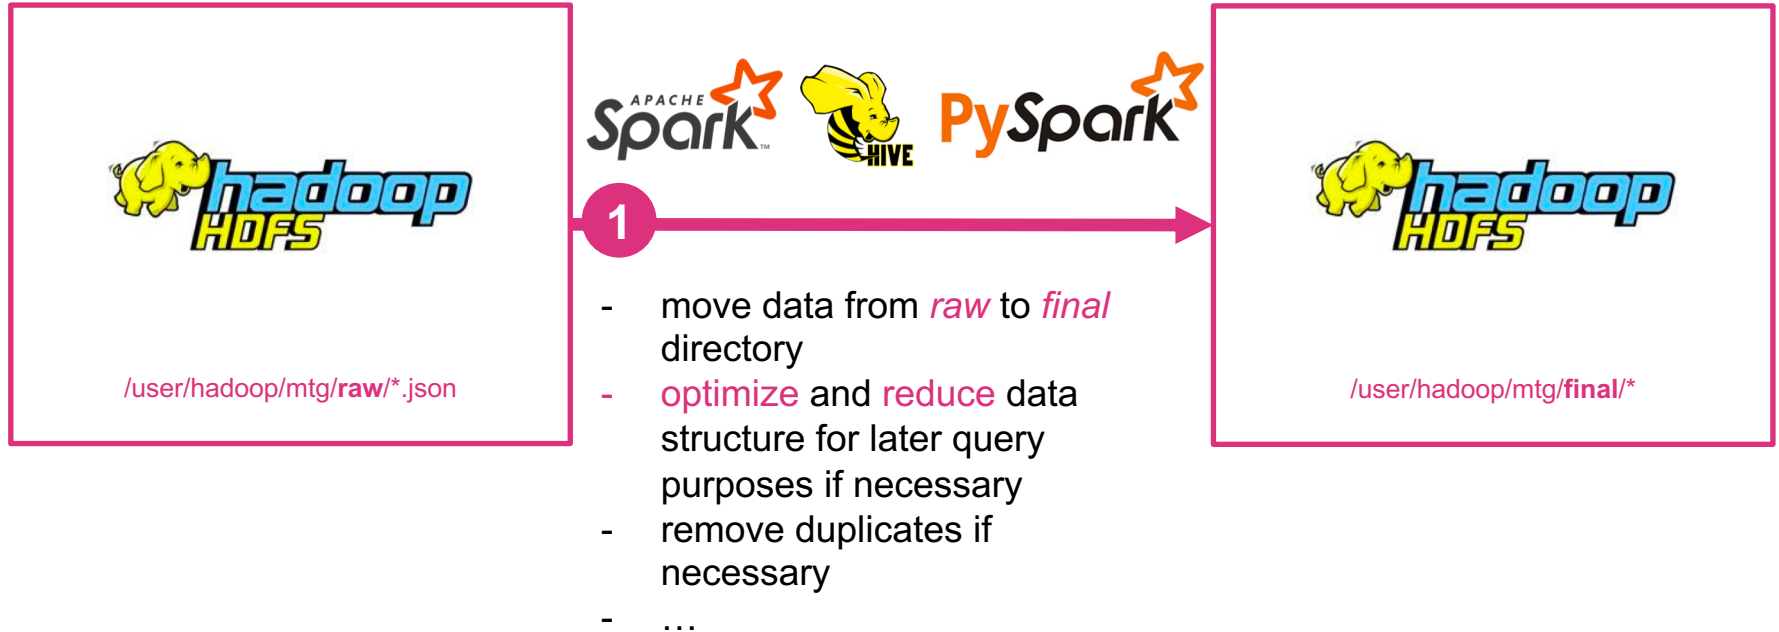 hadoop
HDFS
/user/hadoop/mtg/raw/*.json
APACHE
Spark™
HIVE
PySpark
1
- move data from raw to final
directory
- optimize and reduce data
structure for later query
purposes if necessary
- remove duplicates if
necessary
- ...
hadoop
HDFS
/user/hadoop/mtg/final/*